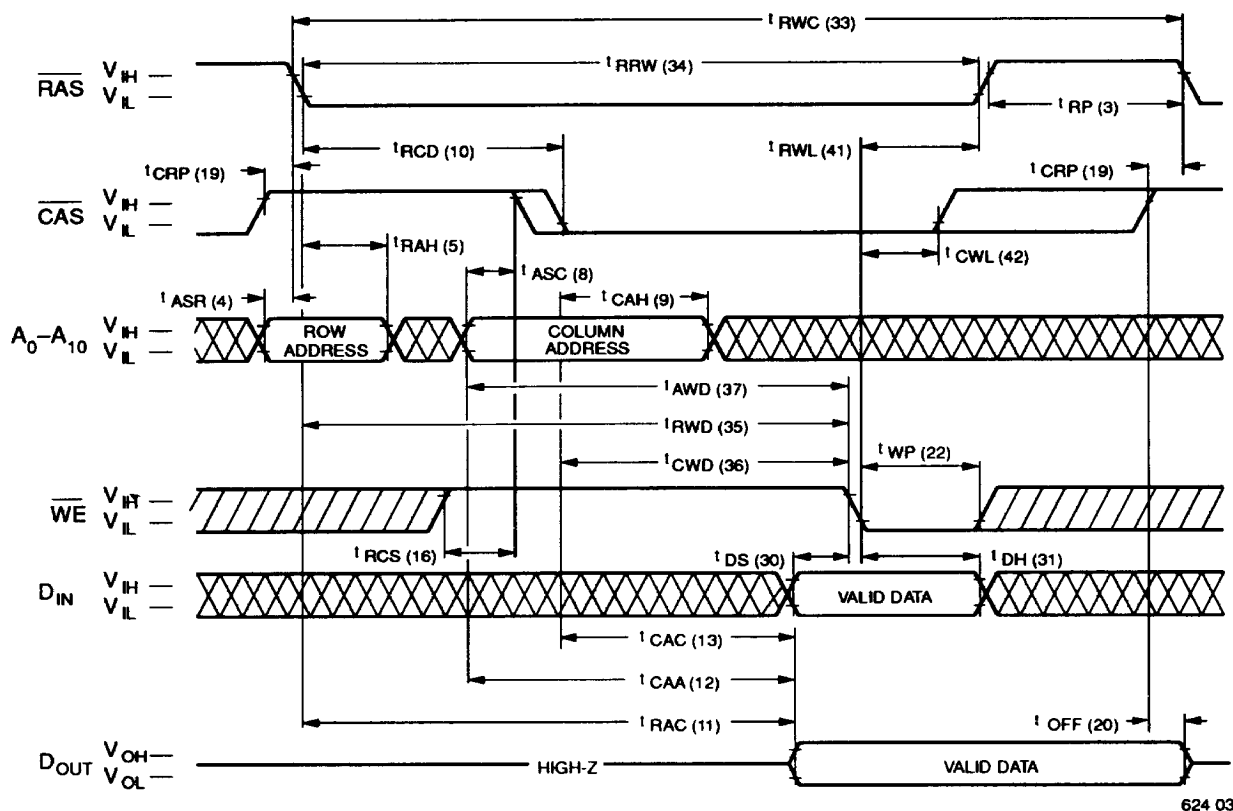 t RWC (33)
t RRW (34)
RAS V IH
V IL
t RP (3)
t RCD (10)
t RWL (41)
t CRP (19)
t CRP (19)
CAS V IH
V IL
t RAH (5)
t CWL (42)
t ASC (8)
t ASR (4)
t CAH (9)
A0–A10 V IH
V IL
ROW ADDRESS
COLUMN ADDRESS
t AWD (37)
t RWD (35)
t WP (22)
t CWD (36)
WE V IH
V IL
t RCS (16)
t DS (30)
t DH (31)
D IN V IH
V IL
VALID DATA
t CAC (13)
t CAA (12)
t RAC (11)
t OFF (20)
D OUT V OH
V OL
HIGH-Z
VALID DATA
624 03